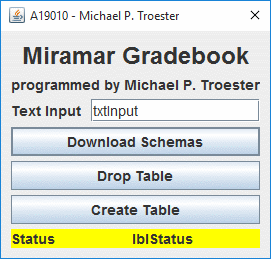 A19010 - Michael P. Troester
Miramar Gradebook
programmed by Michael P. Troester
Text Input txtInput
Download Schemas
Drop Table
Create Table
Status lblStatus